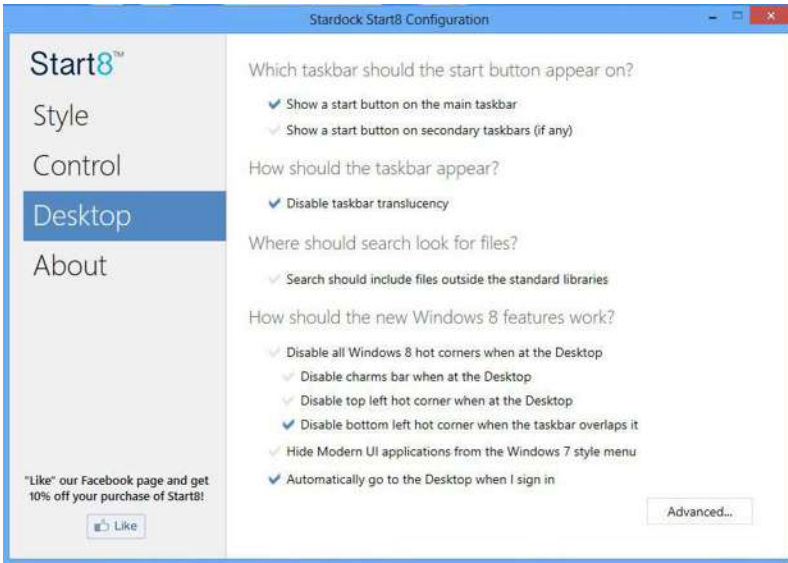 Stardock Start8 Configuration
Start8™
Style
Control
Desktop
About
"Like" our Facebook page and get
10% off your purchase of Start8!
Like
Which taskbar should the start button appear on?
Show a start button on the main taskbar
Show a start button on secondary taskbars (if any)
How should the taskbar appear?
Disable taskbar translucency
Where should search look for files?
Search should include files outside the standard libraries
How should the new Windows 8 features work?
Disable all Windows 8 hot corners when at the Desktop
Disable charms bar when at the Desktop
Disable top left hot corner when at the Desktop
Disable bottom left hot corner when the taskbar overlaps it
Hide Modern UI applications from the Windows 7 style menu
Automatically go to the Desktop when I sign in
Advanced...